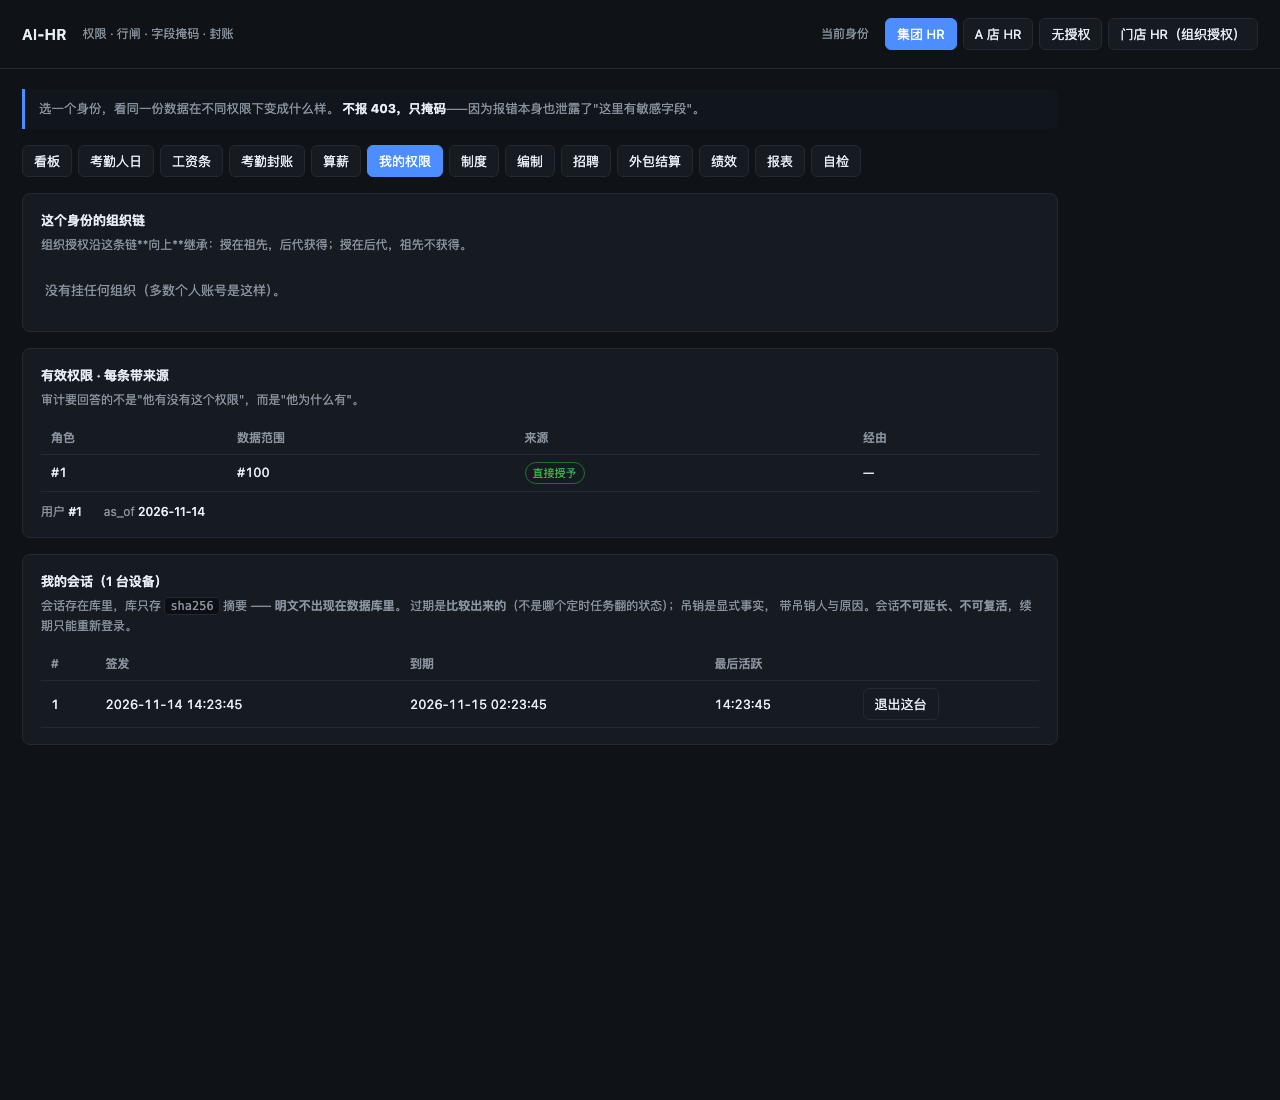 AI-HR 权限 · 行闸 · 字段掩码 · 封账 当前身份 集团 HR A 店 HR 无授权 门店 HR（组织授权）
选一个身份，看同一份数据在不同权限下变成什么样。 不报 403，只掩码——因为报错本身也泄露了"这里有敏感字段"。
看板 考勤人日 工资条 考勤封账 算薪 我的权限 制度 编制 招聘 外包结算 绩效 报表 自检
这个身份的组织链
组织授权沿这条链**向上**继承：授在祖先，后代获得；授在后代，祖先不获得。
没有挂任何组织（多数个人账号是这样）。
有效权限 · 每条带来源
审计要回答的不是"他有没有这个权限"，而是"他为什么有"。
角色 数据范围 来源 经由
#1 #100 直接授予 —
用户 #1 as_of 2026-11-14
我的会话（1 台设备）
会话存在库里，库只存 sha256 摘要 —— 明文不出现在数据库里。 过期是比较出来的（不是哪个定时任务翻的状态）；吊销是显式事实， 带吊销人与原因。会话不可延长、不可复活，续
期只能重新登录。
# 签发 到期 最后活跃
1 2026-11-14 14:23:45 2026-11-15 02:23:45 14:23:45 退出这台